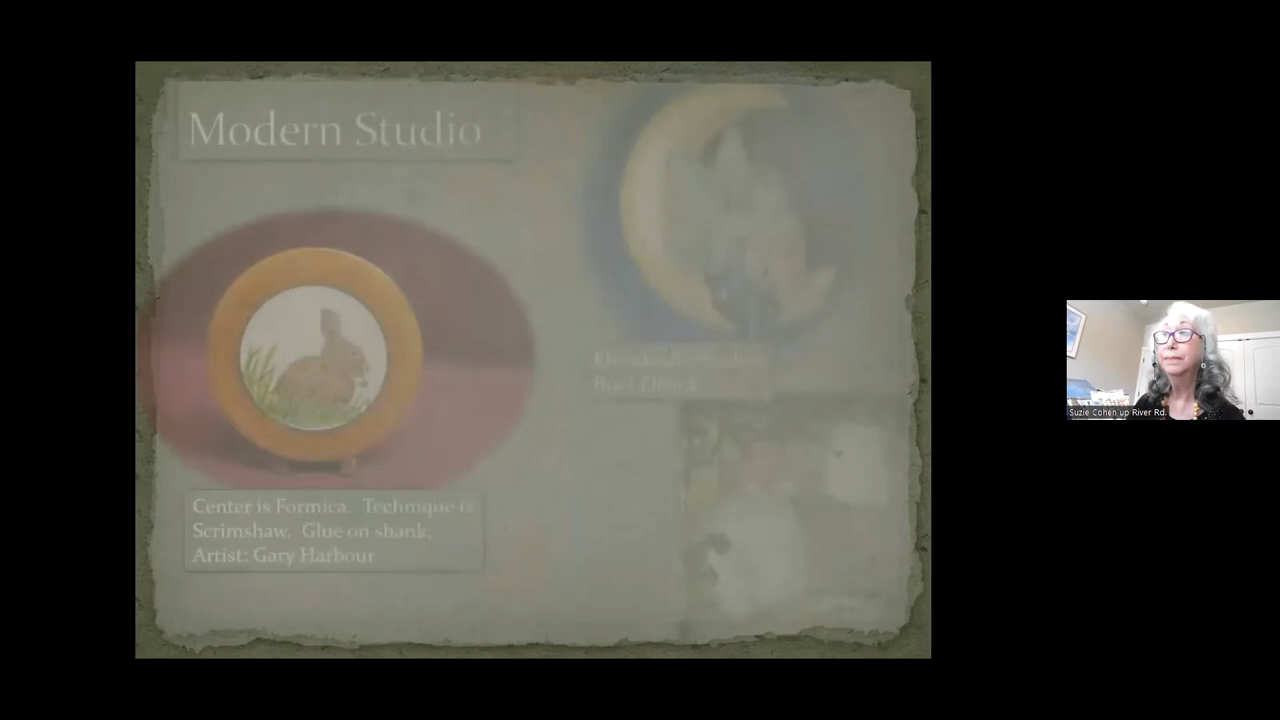 Modern Studio
Center is Formica. Technique is
Scrimshaw. Glue on shank,
Artist: Gary Harbour
Suzie Cohen up River Rd.